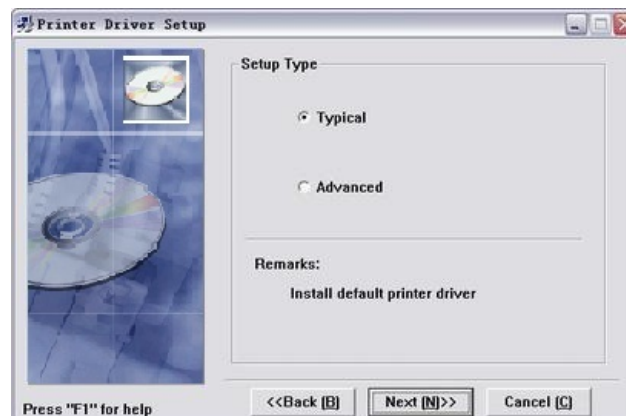 Printer Driver Setup
Setup Type
Typical
Advanced
Remarks:
Install default printer driver
Press "F1" for help
<<Back (B)
Next (N)>>
Cancel (C)